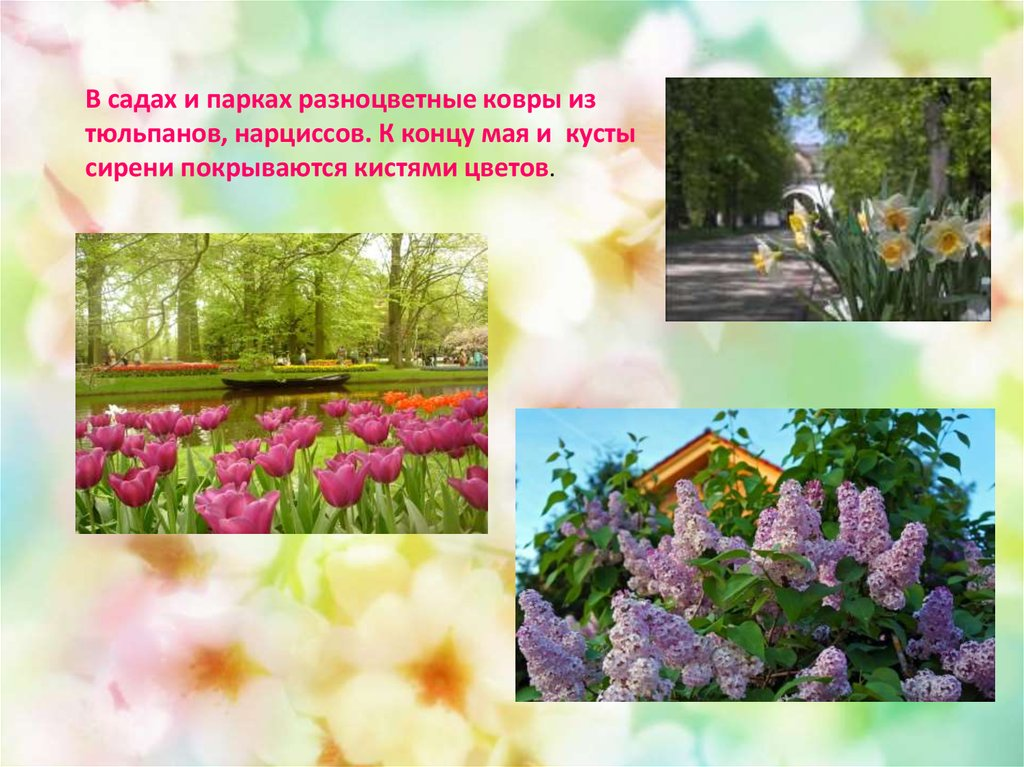 В садах и парках разноцветные ковры из
тюльпанов, нарциссов. К концу мая и  кусты
сирени покрываются кистями цветов.